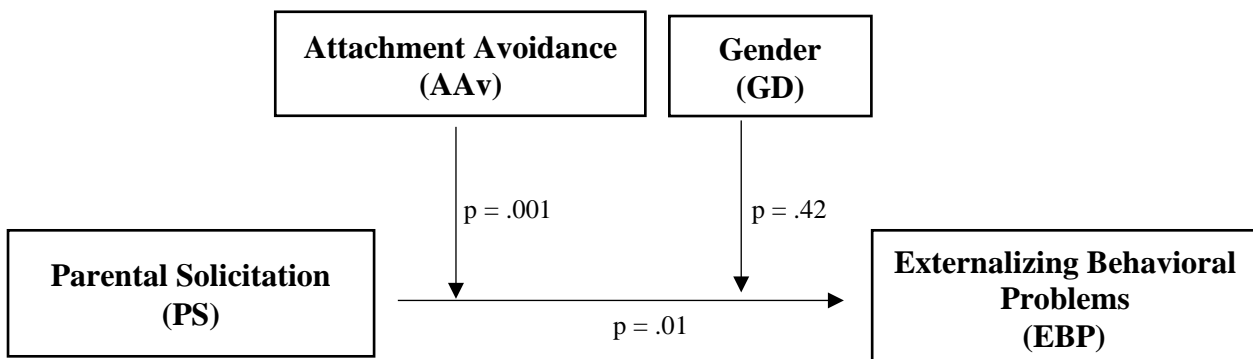 Attachment Avoidance
(AAv)
Gender
(GD)
p = .001
p = .42
Parental Solicitation
(PS)
p = .01
Externalizing Behavioral
Problems
(EBP)